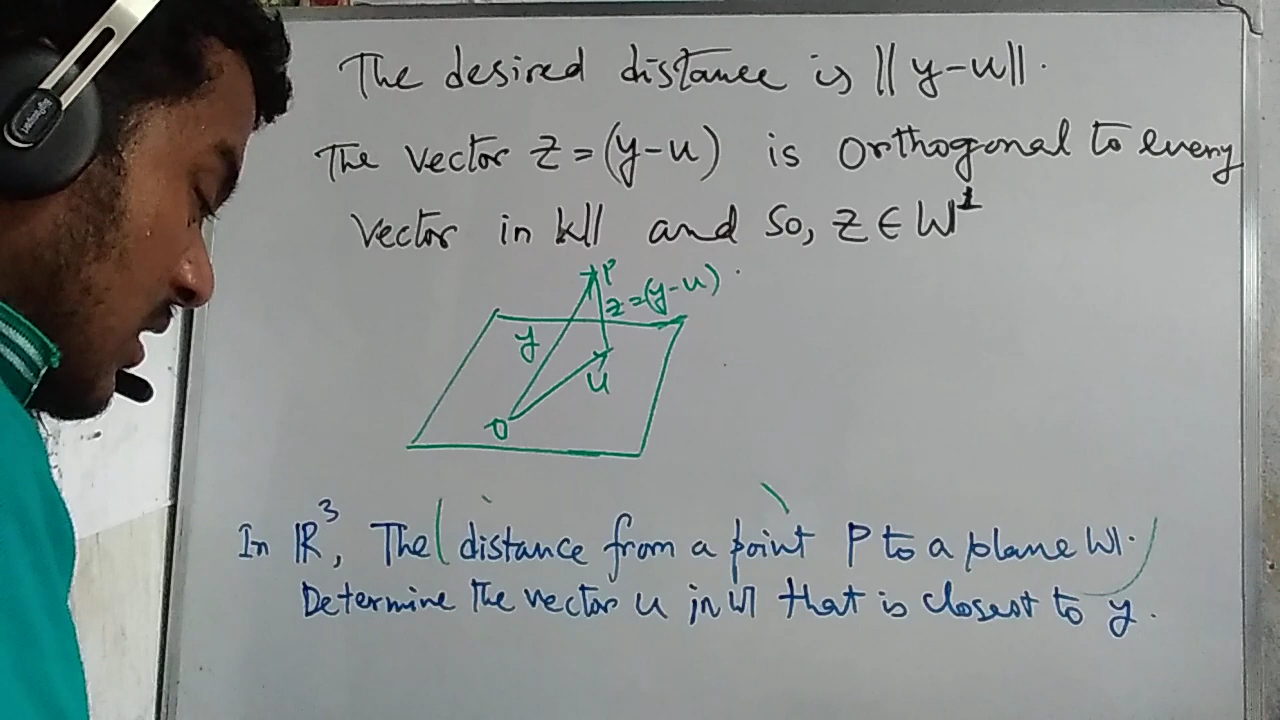 The desired distance is ||y-u||.
The vector z=(y-u) is orthogonal to every
vector in W and so, z ∈ W⊥
P
z=(y-u).
y
u
O
In ℝ³, The distance from a point P to a plane W.
Determine the vector u in W that is closest to y.